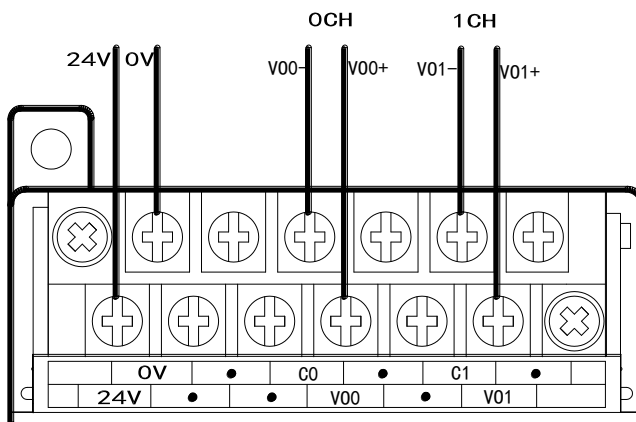 0CH 1CH
24V 0V V00- V00+ V01- V01+
0V • C0 • C1 •
24V • • V00 • V01